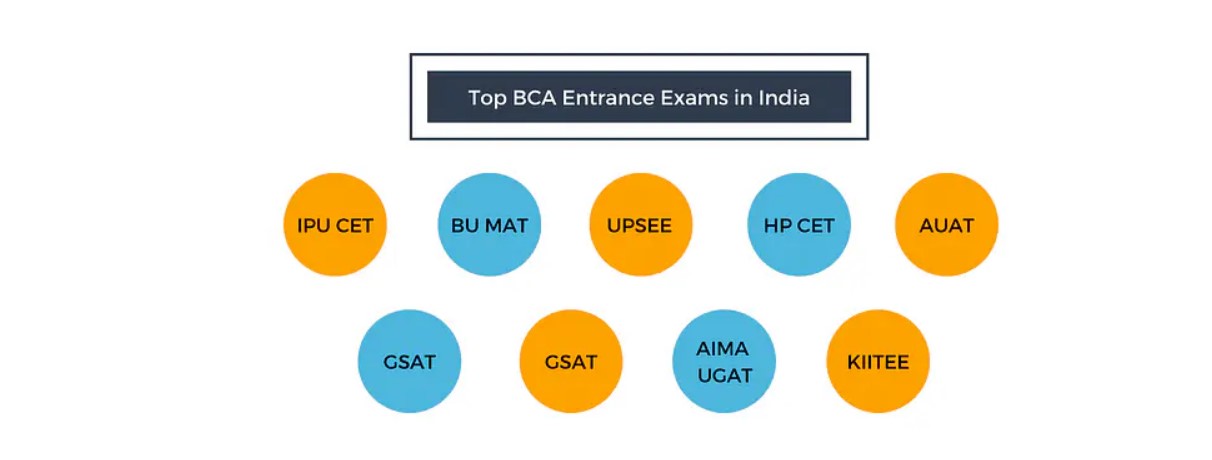 Top BCA Entrance Exams in India
IPU CET
BU MAT
UPSEE
HP CET
AUAT
GSAT
GSAT
AIMA
UGAT
KIITEE